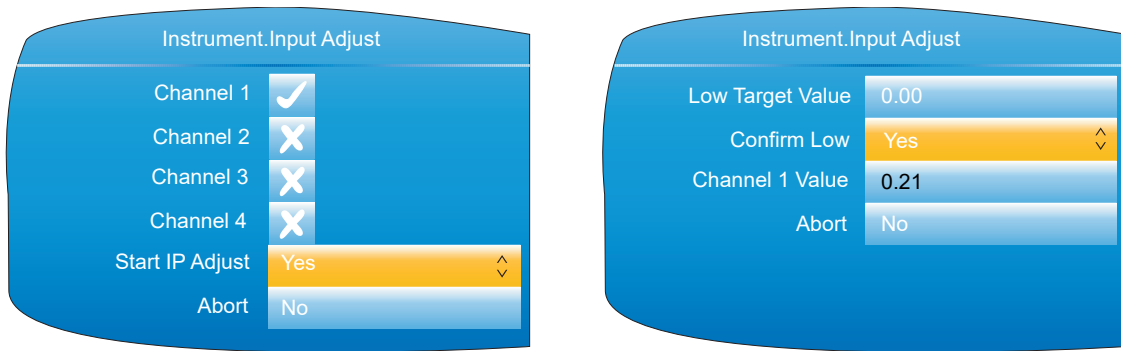 Instrument.Input Adjust
Channel 1
Channel 2
Channel 3
Channel 4
Start IP Adjust Yes
Abort No
Instrument.Input Adjust
Low Target Value 0.00
Confirm Low Yes
Channel 1 Value 0.21
Abort No